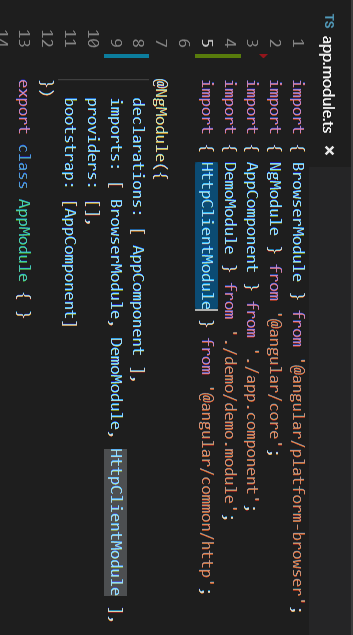 TS app.module.ts ×
1 import { BrowserModule } from '@angular/platform-browser';
2 import { NgModule } from '@angular/core';
3 import { AppComponent } from './app.component';
4 import { DemoModule } from './demo/demo.module';
5 import { HttpClientModule } from '@angular/common/http';
6
7 @NgModule({
8 declarations: [ AppComponent ],
9 imports: [ BrowserModule, DemoModule, HttpClientModule ],
10 providers: [],
11 bootstrap: [AppComponent]
12 })
13 export class AppModule { }
14